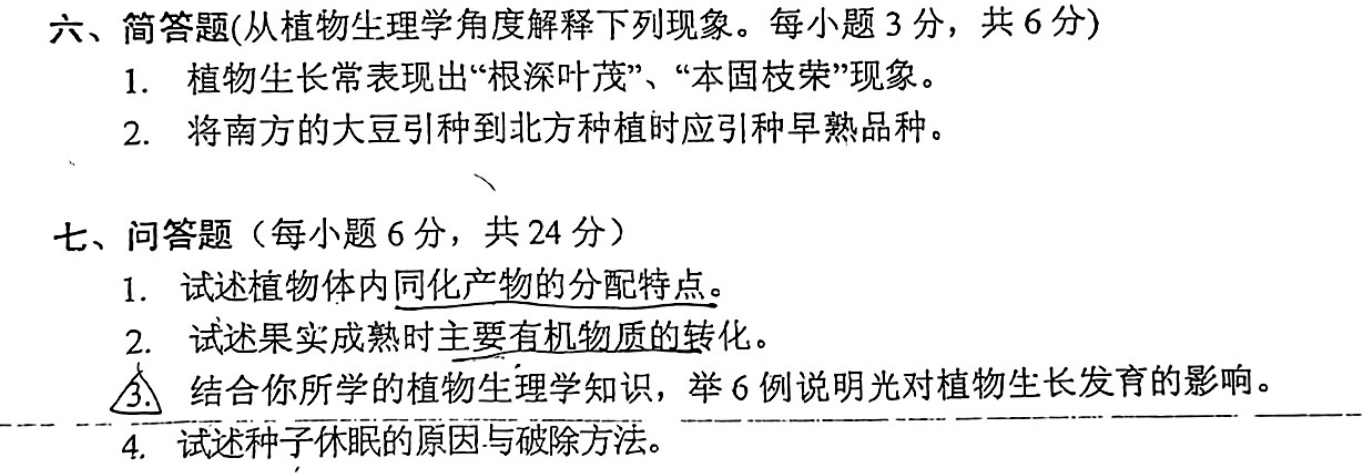 六、简答题(从植物生理学角度解释下列现象。每小题3分，共6分)
1. 植物生长常表现出“根深叶茂”、“本固枝荣”现象。
2. 将南方的大豆引种到北方种植时应引种早熟品种。
七、问答题（每小题6分，共24分）
1. 试述植物体内同化产物的分配特点。
2. 试述果实成熟时主要有机物质的转化。
3. 结合你所学的植物生理学知识，举6例说明光对植物生长发育的影响。
4. 试述种子休眠的原因与破除方法。